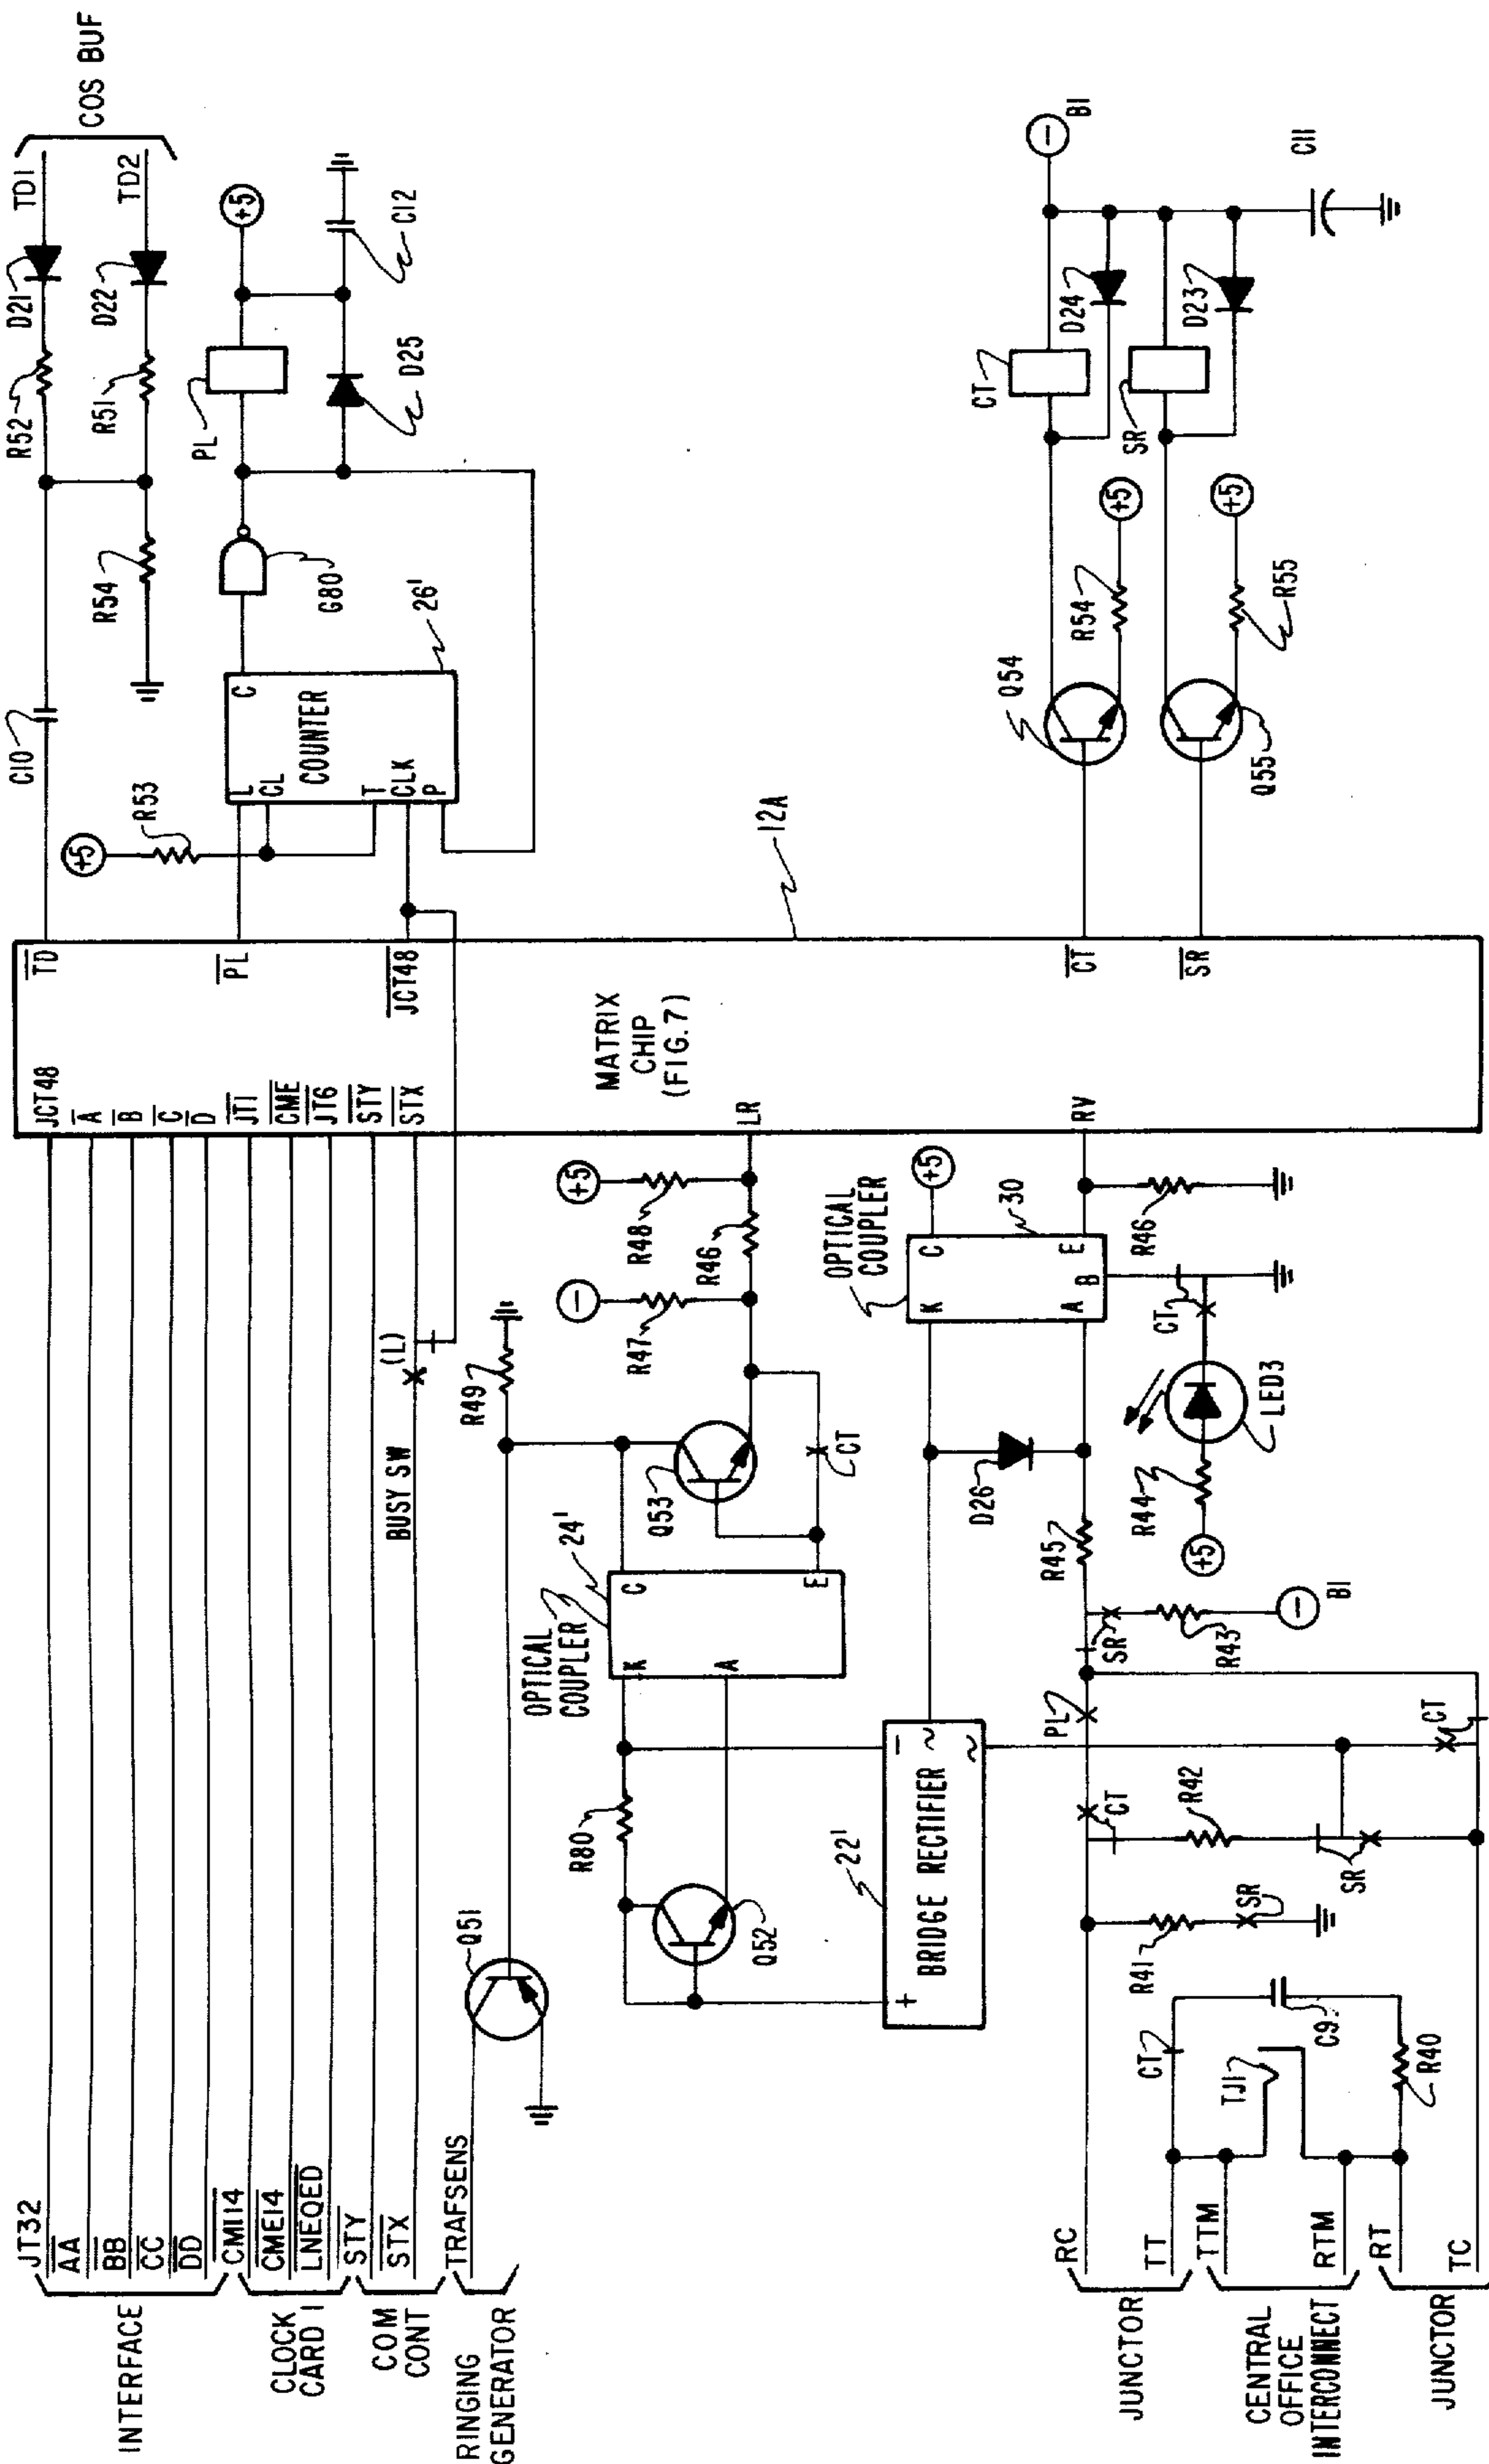 JT32
AA
BB
CC
DD
INTERFACE
CMI14
CME14
LNEQED
CLOCK
CARD 1
STY
STX
COM
CONT
TRAFSENS
RINGING
GENERATOR
RC
TT
JUNCTOR
TTM
RTM
CENTRAL
OFFICE
INTERCONNECT
RT
TC
JUNCTOR
JCT48
A
B
C
D
JT1
CME
JT6
STY
STX
BUSY SW
(L)
TD
PL
JCT48
MATRIX
CHIP
(FIG.7)
12A
LR
RV
CT
SR
C10
R52
D21
TD1
COS BUF
R51
D22
TD2
R54
+5
R53
L
CL
COUNTER
T
CLK
P
C
26'
G80
PL
+5
D25
C12
Q51
R49
R80
Q52
OPTICAL
COUPLER
24'
K
A
C
E
Q53
CT
R47
−
R48
+5
R46
22'
BRIDGE RECTIFIER
+
−
~
~
OPTICAL
COUPLER
30
K
C
+5
A
B
E
R46
D26
R45
R44
+5
LED3
CT
SR
R43
−
B1
PL
CT
R42
SR
CT
R41
SR
CT
TJ1
C9
R40
Q54
R54
+5
CT
D24
−
B1
Q55
R55
+5
SR
D23
C11